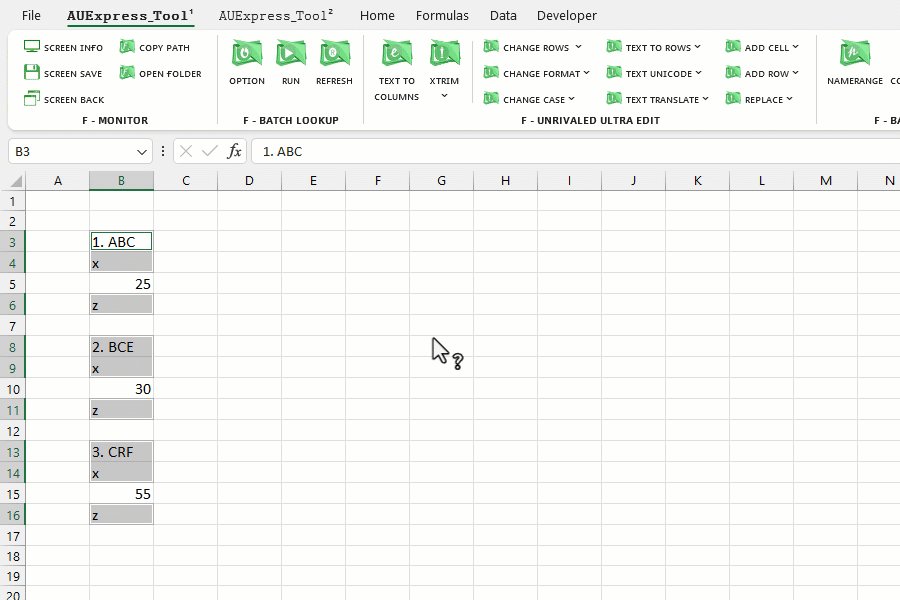 File AUExpress_Tool¹ AUExpress_Tool² Home Formulas Data Developer
SCREEN INFO COPY PATH CHANGE ROWS TEXT TO ROWS ADD CELL
SCREEN SAVE OPEN FOLDER OPTION RUN REFRESH TEXT TO COLUMNS XTRIM CHANGE FORMAT TEXT UNICODE ADD ROW NAMERANGE
SCREEN BACK CHANGE CASE TEXT TRANSLATE REPLACE
F - MONITOR F - BATCH LOOKUP F - UNRIVALED ULTRA EDIT
B3 fx 1. ABC
A B C D E F G H I J K L M N
1
2
3 1. ABC
4 x
5 25
6 z
7
8 2. BCE
9 x
10 30
11 z
12
13 3. CRF
14 x
15 55
16 z
17
18
19
20